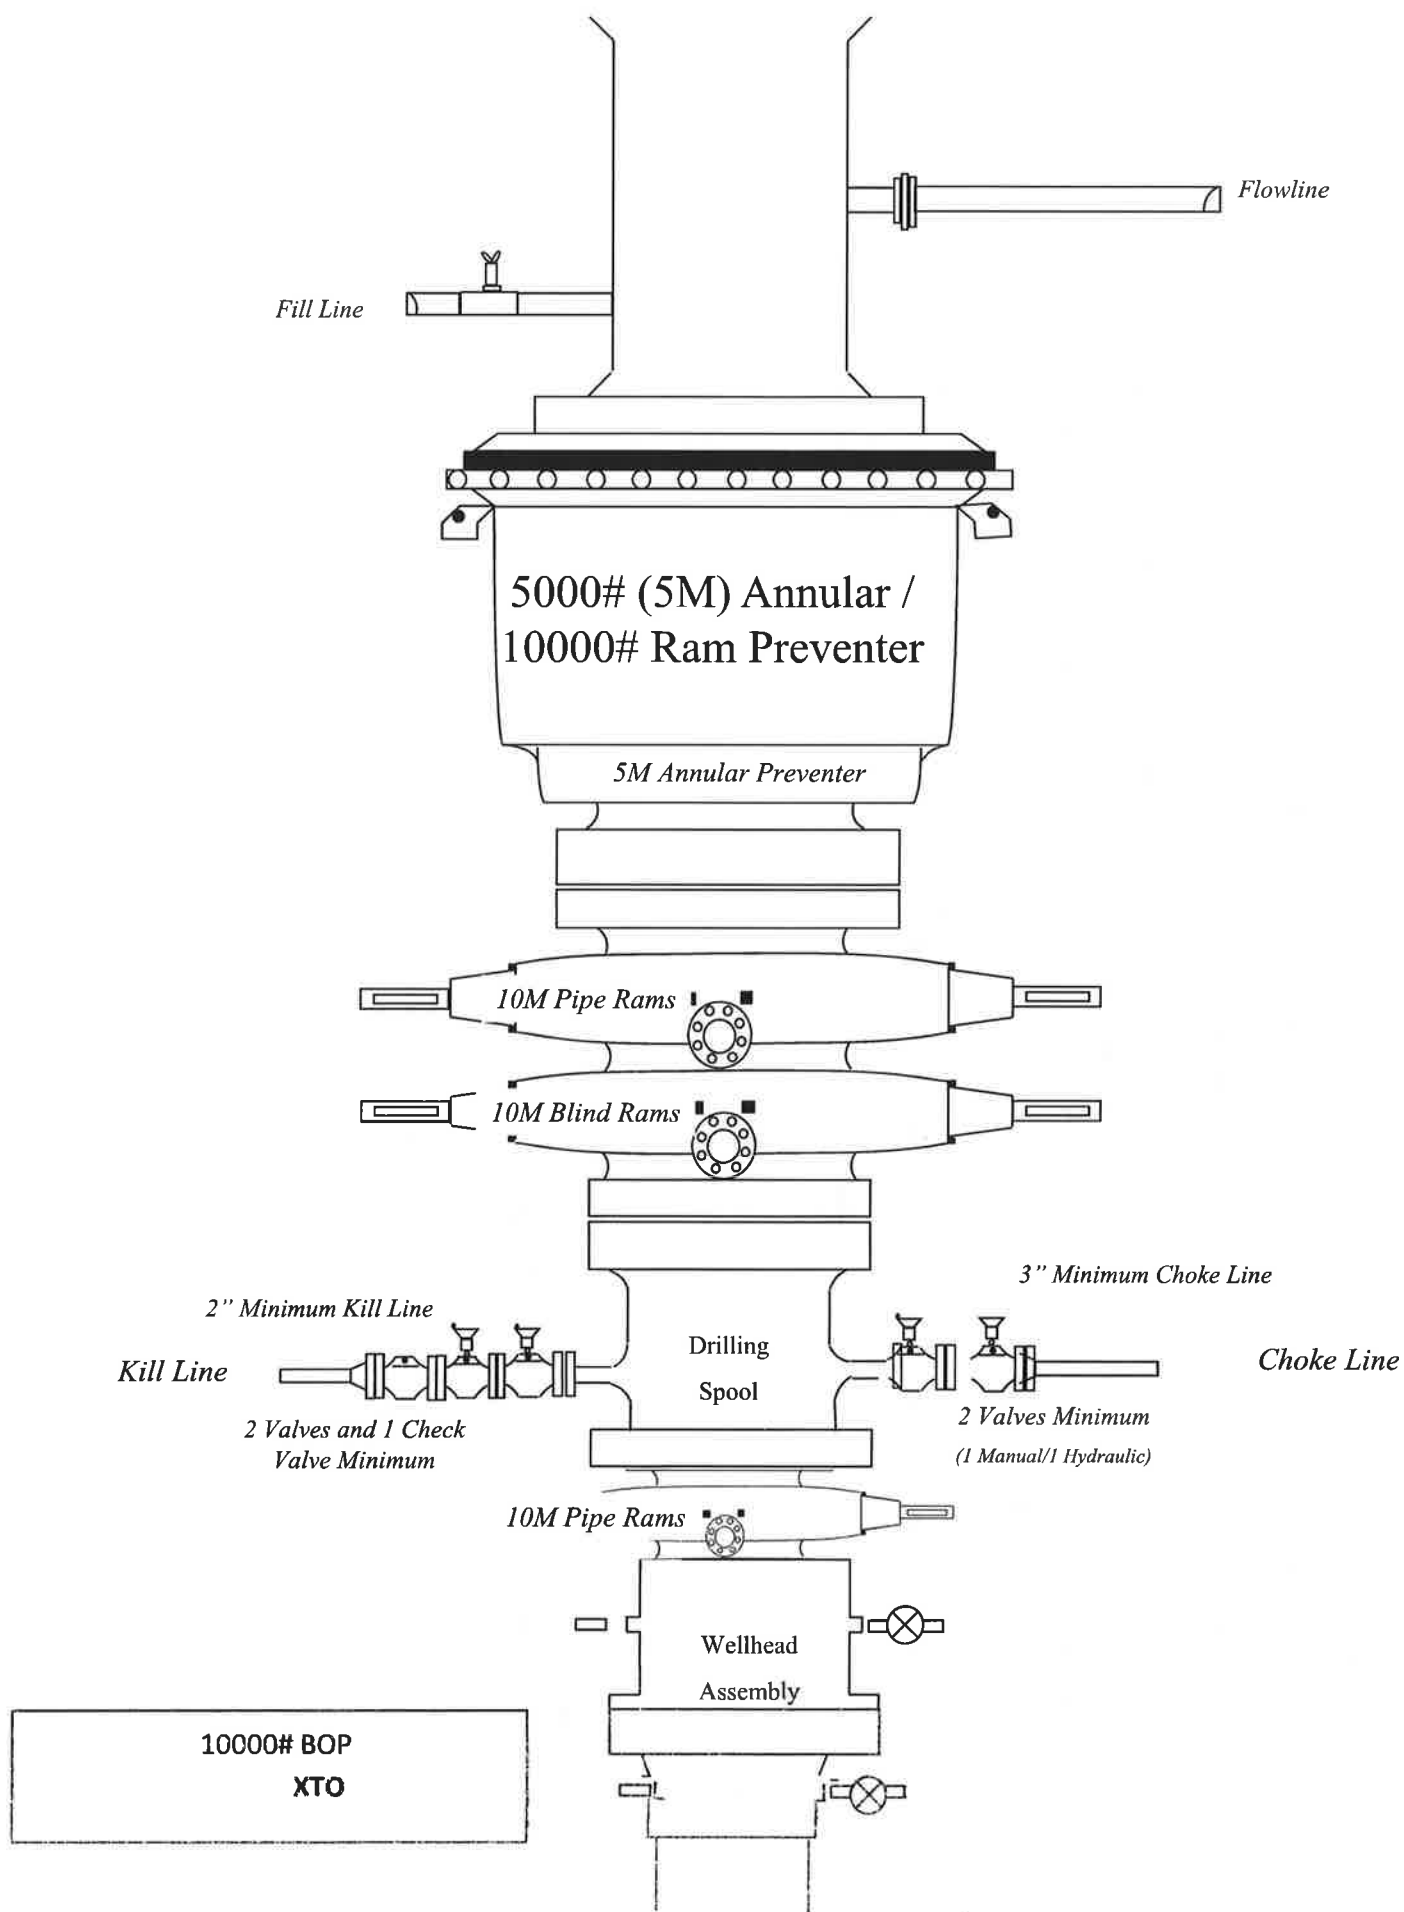 Flowline
Fill Line
5000# (5M) Annular /
10000# Ram Preventer
5M Annular Preventer
10M Pipe Rams
10M Blind Rams
3” Minimum Choke Line
2” Minimum Kill Line
Drilling
Spool
Kill Line
Choke Line
2 Valves and 1 Check
Valve Minimum
2 Valves Minimum
(1 Manual/1 Hydraulic)
10M Pipe Rams
Wellhead
Assembly
10000# BOP
XTO